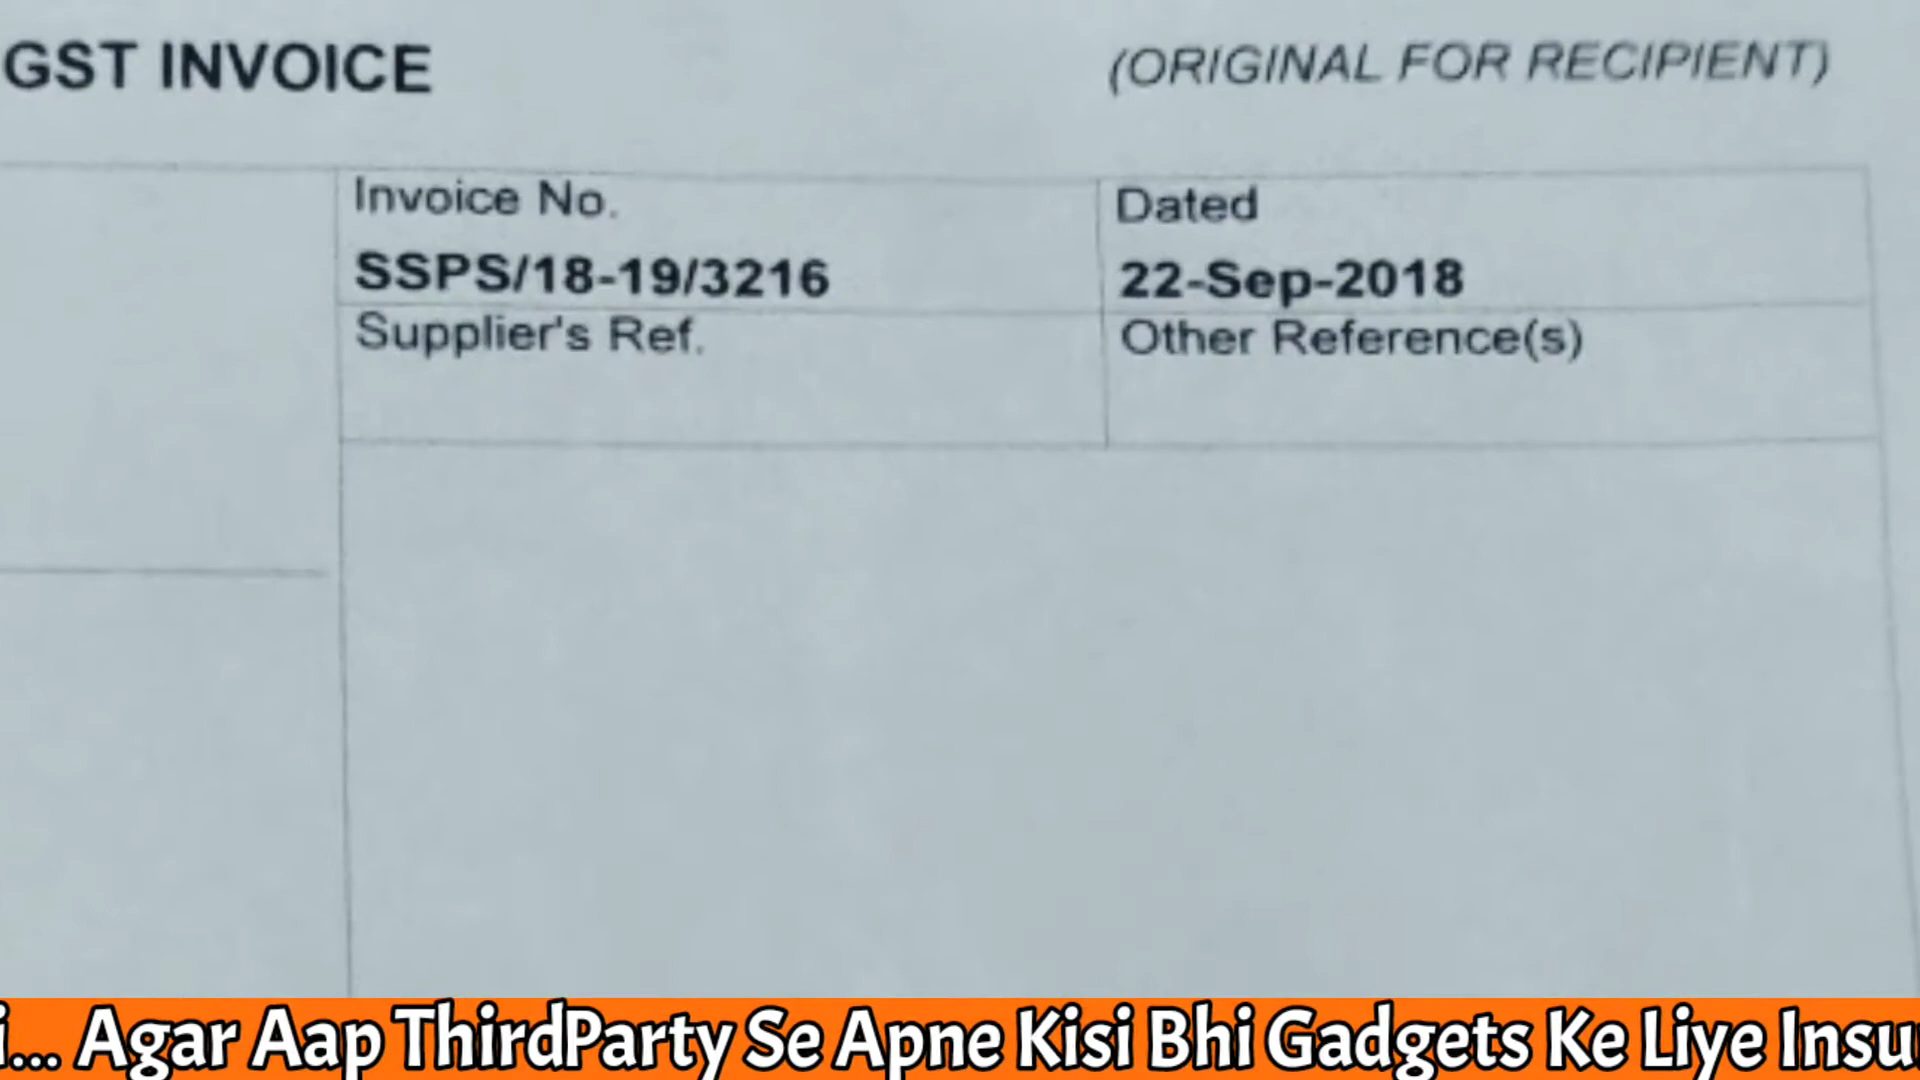 GST INVOICE
(ORIGINAL FOR RECIPIENT)
Invoice No.
SSPS/18-19/3216
Dated
22-Sep-2018
Supplier's Ref.
Other Reference(s)
... Agar Aap ThirdParty Se Apne Kisi Bhi Gadgets Ke Liye